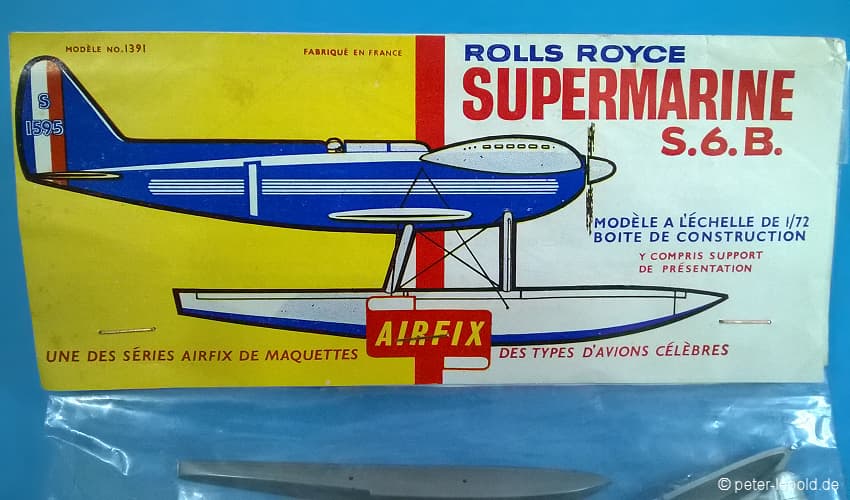 MODÈLE NO. 1391
FABRIQUÉ EN FRANCE
ROLLS ROYCE
SUPERMARINE
S.6.B.
S
1595
MODÈLE A L'ÉCHELLE DE 1/72
BOITE DE CONSTRUCTION
Y COMPRIS SUPPORT
DE PRÉSENTATION
AIRFIX
UNE DES SÉRIES AIRFIX DE MAQUETTES
DES TYPES D'AVIONS CÉLÈBRES
© peter-lebold.de